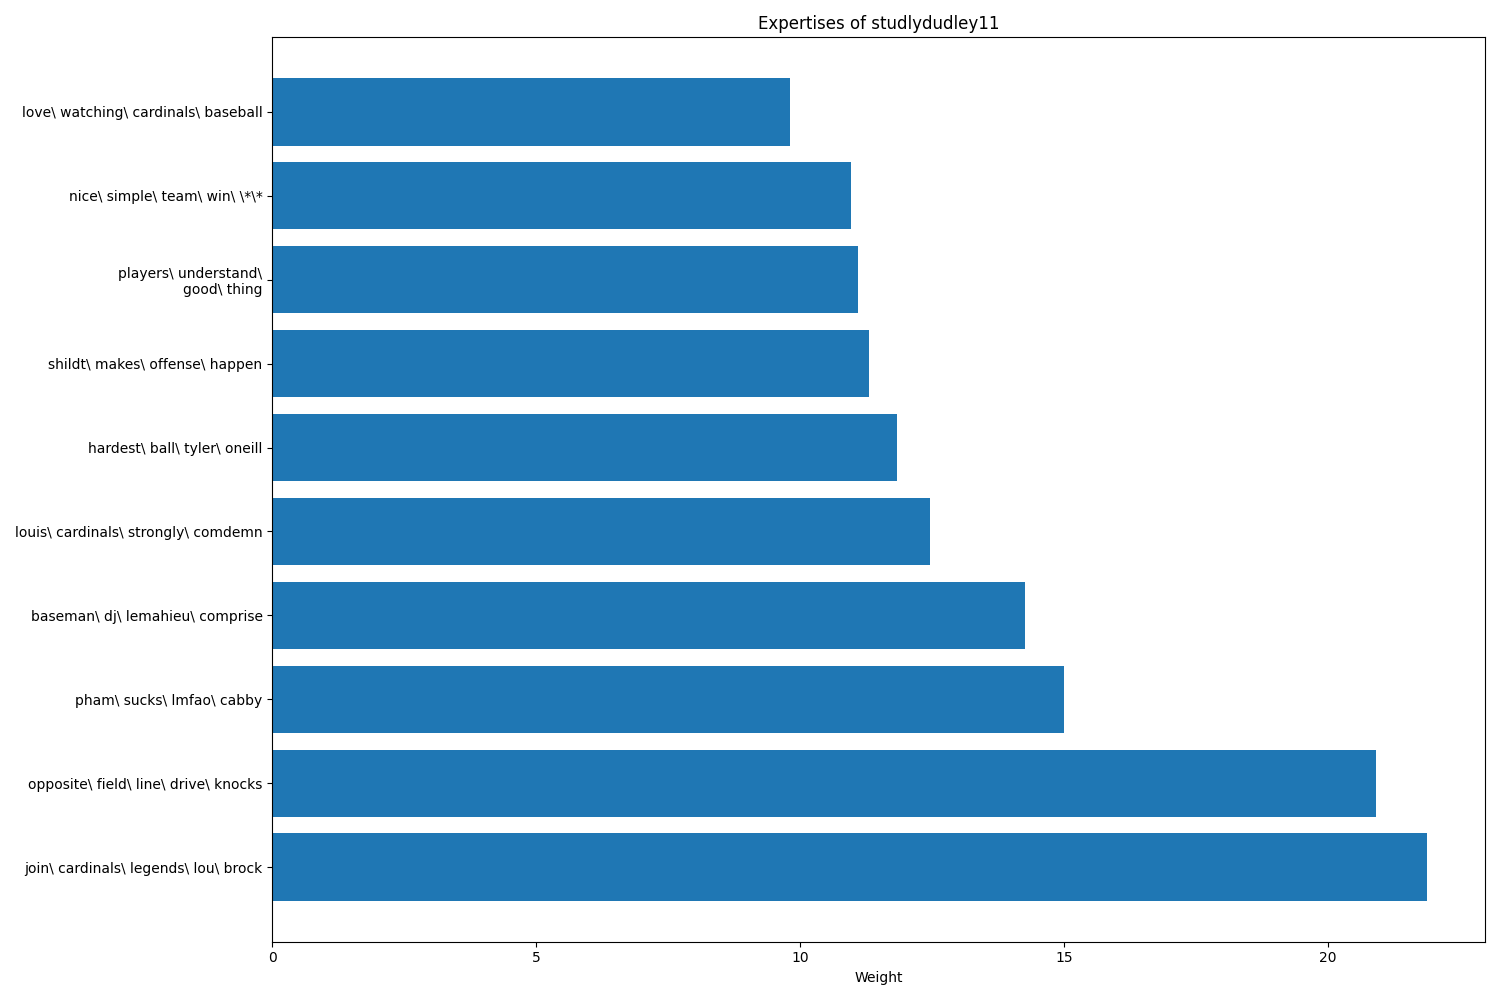 Expertises of studlydudley11
love\ watching\ cardinals\ baseball
nice\ simple\ team\ win\ \*\*
players\ understand\
good\ thing
shildt\ makes\ offense\ happen
hardest\ ball\ tyler\ oneill
louis\ cardinals\ strongly\ comdemn
baseman\ dj\ lemahieu\ comprise
pham\ sucks\ lmfao\ cabby
opposite\ field\ line\ drive\ knocks
join\ cardinals\ legends\ lou\ brock
0 5 10 15 20
Weight